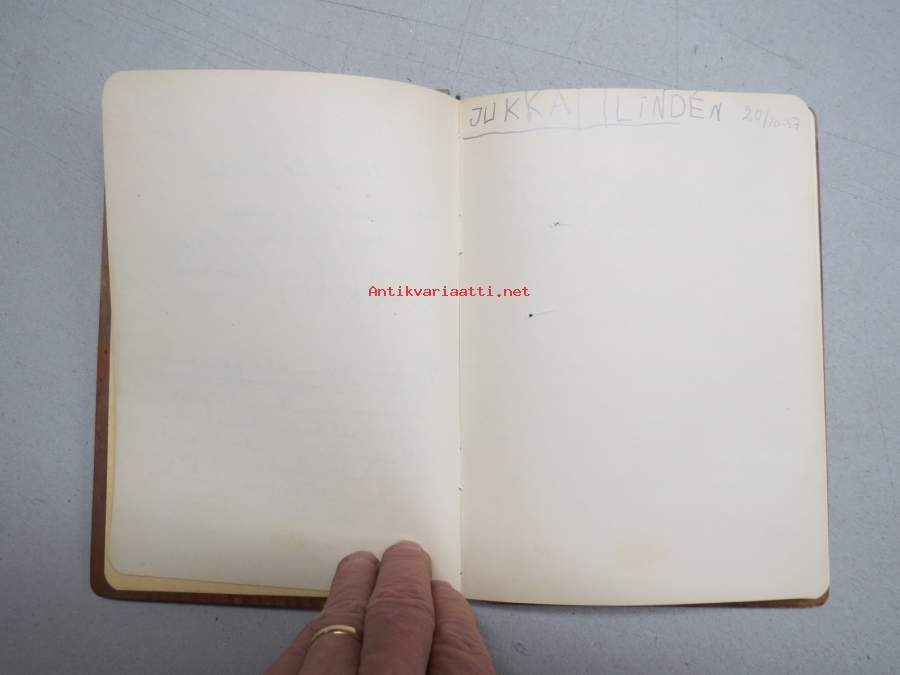 JUKKA LiNDÉN 20/10-37
Antikvariaatti.net